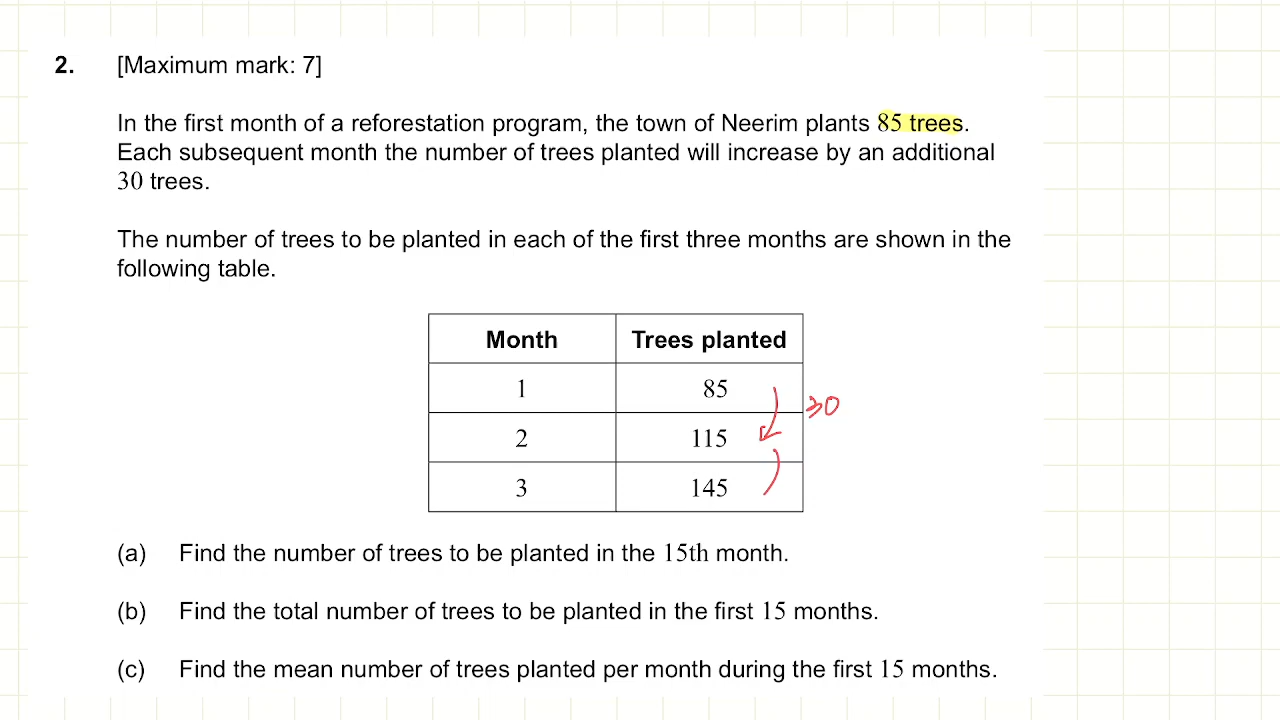 2. [Maximum mark: 7]
In the first month of a reforestation program, the town of Neerim plants 85 trees.
Each subsequent month the number of trees planted will increase by an additional
30 trees.
The number of trees to be planted in each of the first three months are shown in the
following table.
Month Trees planted
1 85
30
2 115
3 145
(a) Find the number of trees to be planted in the 15th month.
(b) Find the total number of trees to be planted in the first 15 months.
(c) Find the mean number of trees planted per month during the first 15 months.